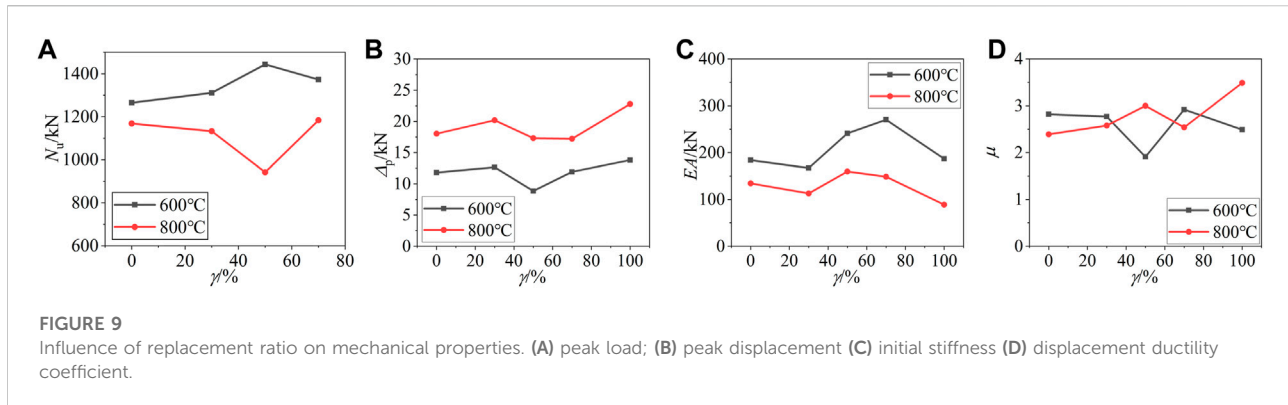 A
1400
1200
1000
800
600
Nu/kN
600℃
800℃
0 20 40 60 80
γ/%
B
30
25
20
15
10
5
0
Δp/kN
600℃
800℃
0 20 40 60 80 100
γ/%
C
400
300
200
100
0
EA/kN
600℃
800℃
0 20 40 60 80 100
γ/%
D
4
3
2
1
0
μ
600℃
800℃
0 20 40 60 80 100
γ/%
FIGURE 9
Influence of replacement ratio on mechanical properties. (A) peak load; (B) peak displacement (C) initial stiffness (D) displacement ductility
coefficient.